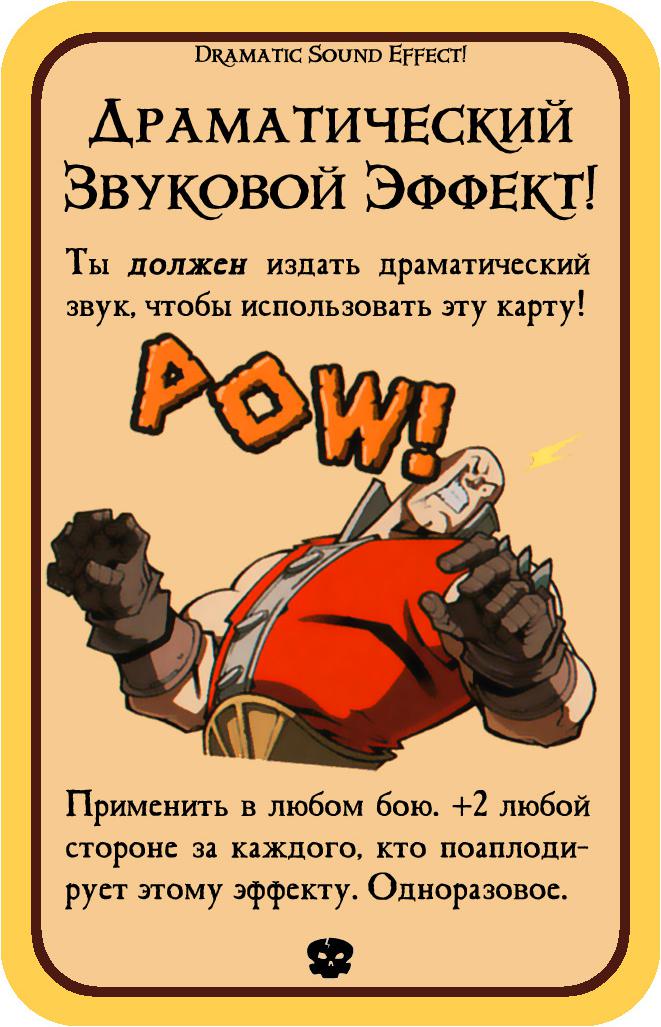 Dramatic Sound Effect!
Драматический
Звуковой Эффект!
Ты должен издать драматический
звук, чтобы использовать эту карту!
POW!
Применить в любом бою. +2 любой
стороне за каждого, кто поаплоди-
рует этому эффекту. Одноразовое.